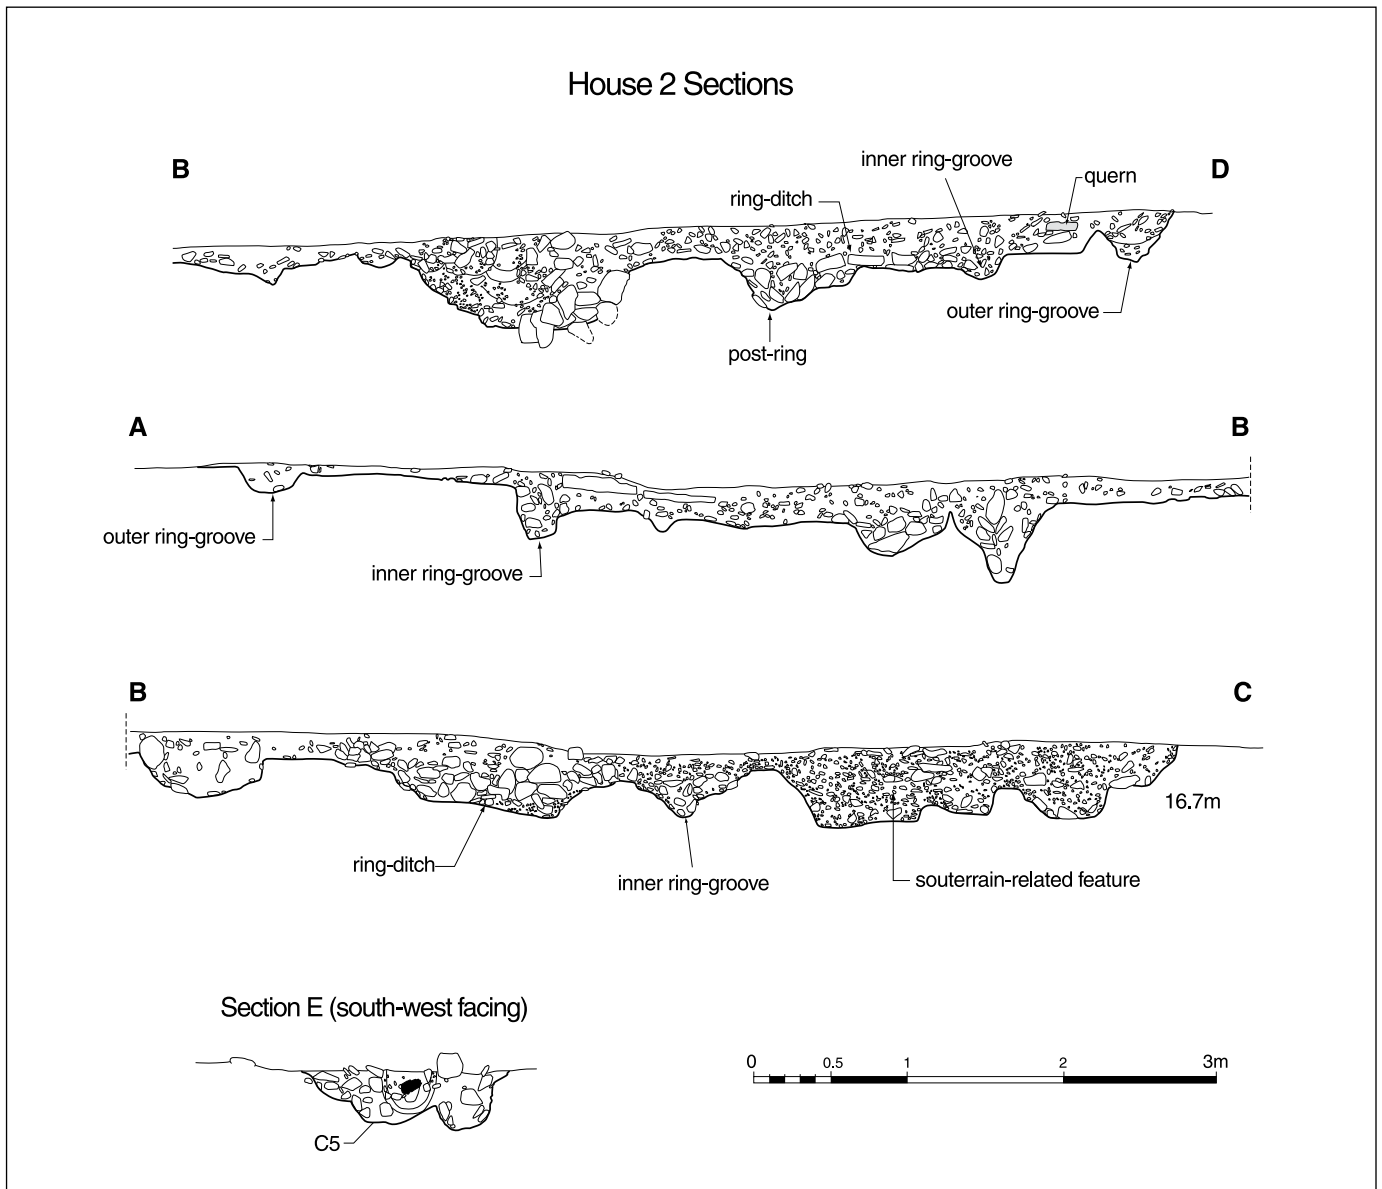 House 2 Sections
B
D
inner ring-groove
quern
ring-ditch
outer ring-groove
post-ring
A
B
outer ring-groove
inner ring-groove
B
C
16.7m
ring-ditch
inner ring-groove
souterrain-related feature
Section E (south-west facing)
C5
0 0.5 1 2 3m